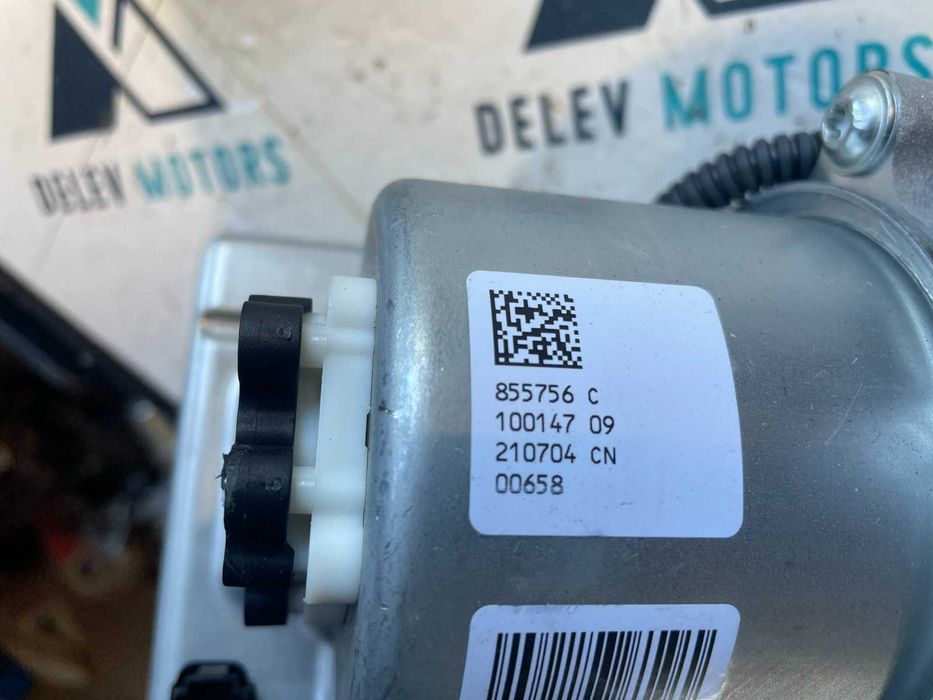 DELEV MOTORS
DELEV MOTORS
855756 C
100147 09
210704 CN
00658